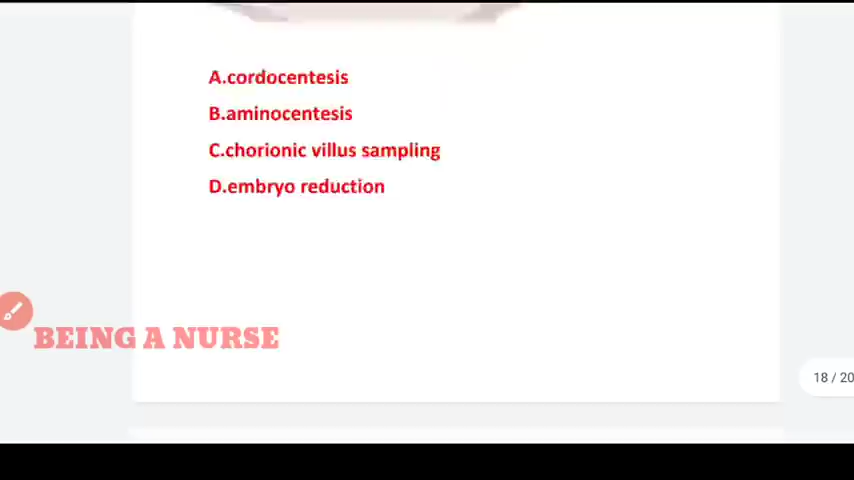 A.cordocentesis
B.aminocentesis
C.chorionic villus sampling
D.embryo reduction
BEING A NURSE
18 / 20